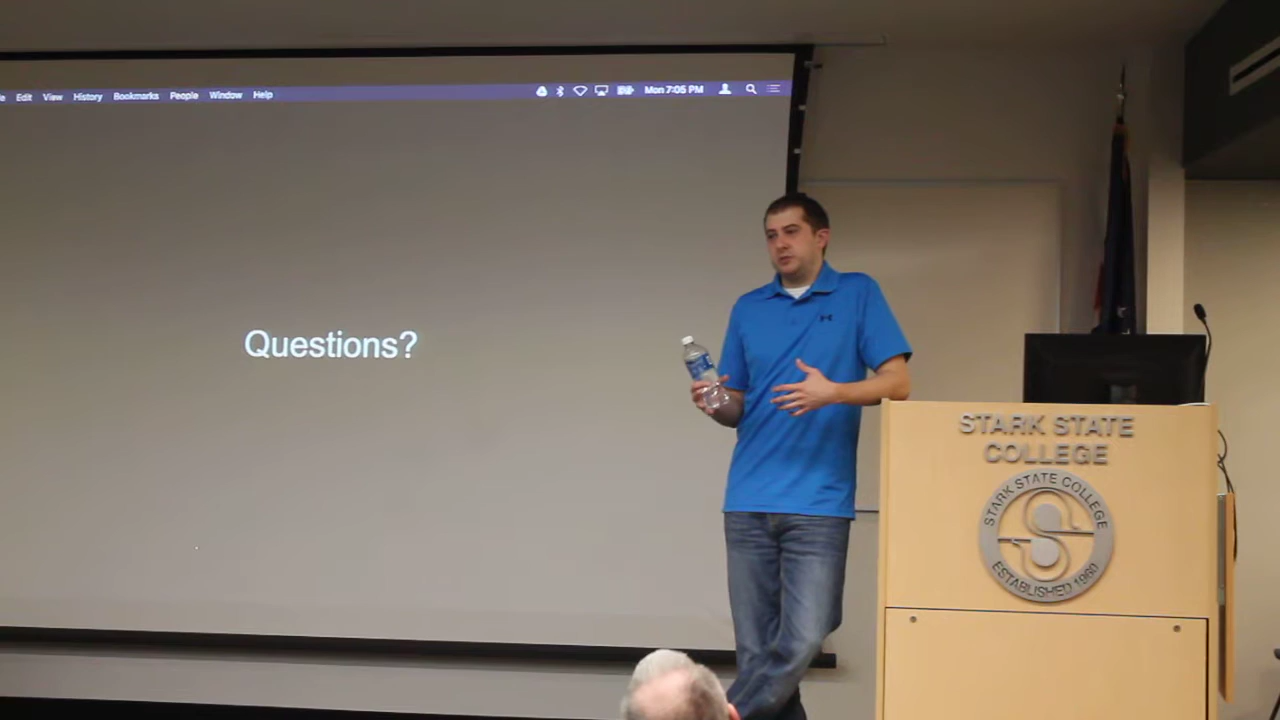 Edit View History Bookmarks People Window Help
Mon 7:05 PM
Questions?
STARK STATE
COLLEGE
STARK STATE COLLEGE
ESTABLISHED 1960